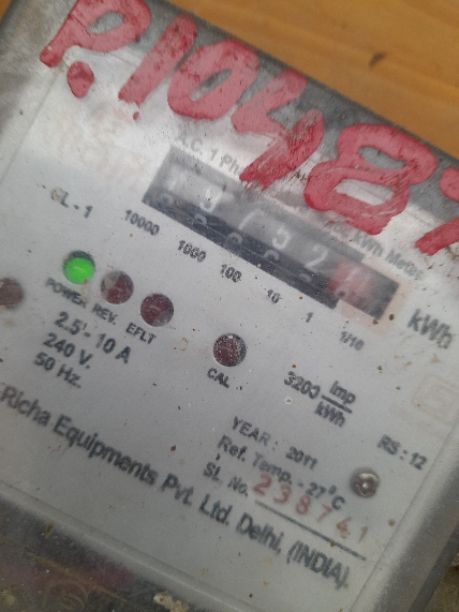 P.10487
A.C. 1 Ph
kWh Meter
CL - 1
10000 1000 100 10 1 1/10
kWh
POWER REV. EFLT
CAL
2.5 - 10 A
240 V.
50 Hz.
3200 Imp/kWh
RS : 12
YEAR : 2011
Ref. Temp. - 27°C
SL. No. 238741
Richa Equipments Pvt. Ltd. Delhi, (INDIA).